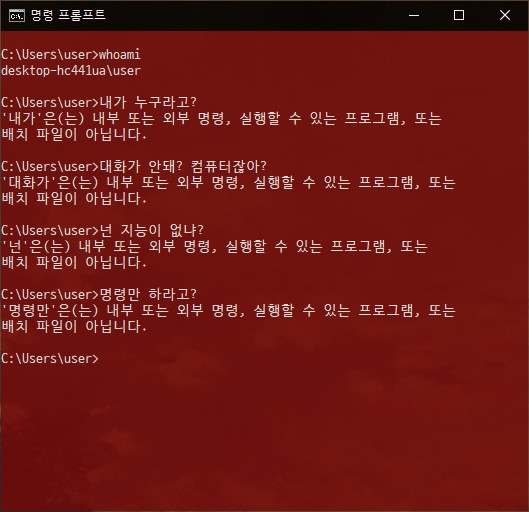 명령 프롬프트
C:\Users\user>whoami
desktop-hc441ua\user
C:\Users\user>내가 누구라고?
'내가'은(는) 내부 또는 외부 명령, 실행할 수 있는 프로그램, 또는
배치 파일이 아닙니다.
C:\Users\user>대화가 안돼? 컴퓨터잖아?
'대화가'은(는) 내부 또는 외부 명령, 실행할 수 있는 프로그램, 또는
배치 파일이 아닙니다.
C:\Users\user>넌 지능이 없냐?
'넌'은(는) 내부 또는 외부 명령, 실행할 수 있는 프로그램, 또는
배치 파일이 아닙니다.
C:\Users\user>명령만 하라고?
'명령만'은(는) 내부 또는 외부 명령, 실행할 수 있는 프로그램, 또는
배치 파일이 아닙니다.
C:\Users\user>